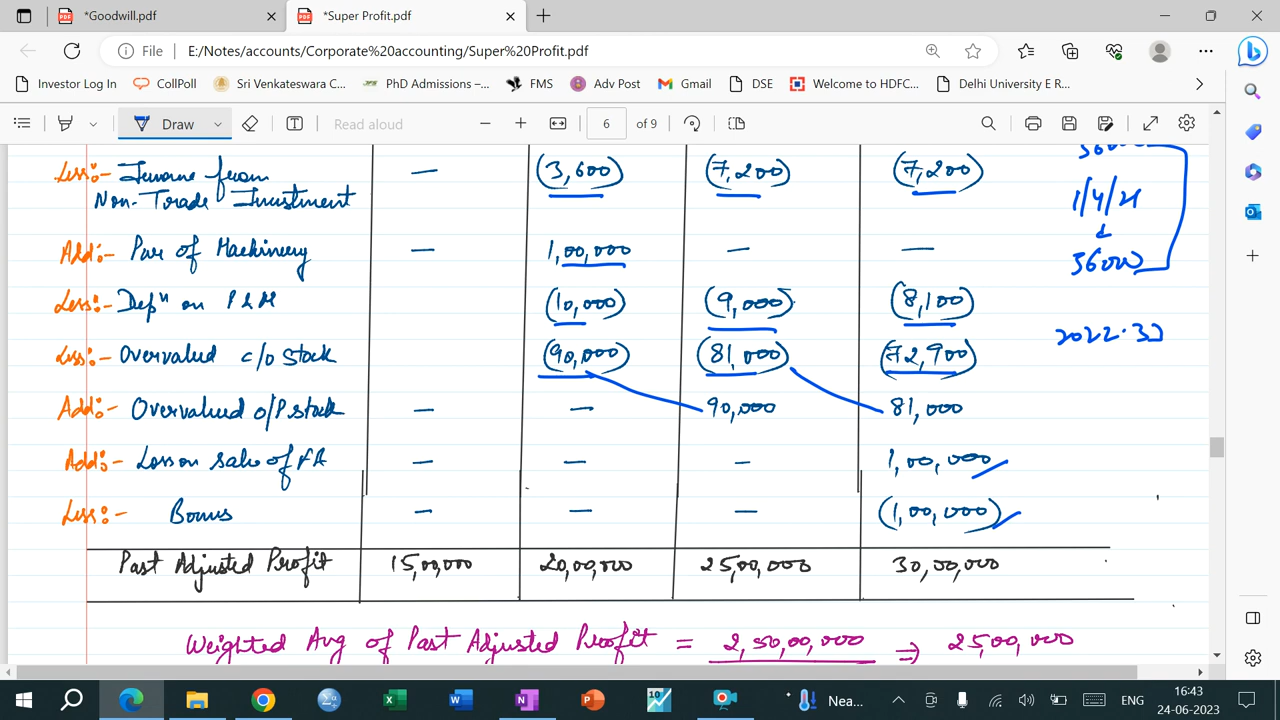 *Goodwill.pdf
*Super Profit.pdf
File E:/Notes/accounts/Corporate%20accounting/Super%20Profit.pdf
Investor Log In CollPoll Sri Venkateswara C... PhD Admissions –... FMS Adv Post Gmail DSE Welcome to HDFC... Delhi University E R...
Draw Read aloud 6 of 9
Less:- Income from — (3,600) (7,200) (7,200)
Non-Trade Investment
1/4/21
36000
Add:- Pur of Machinery — 1,00,000 — —
Less:- Depⁿ on P & M (10,000) (9,000) (8,100)
2022-33
Less:- Overvalued c/o Stock (90,000) (81,000) (72,900)
Add:- Overvalued o/P stock — — 90,000 81,000
Add:- Loss on sale of FA — — — 1,00,000
Less:- Bonus — — — (1,00,000)
Past Adjusted Profit 15,00,000 20,00,000 25,00,000 30,00,000
Weighted Avg of Past Adjusted Profit = 2,50,00,000 ⇒ 25,00,000
Nea... ENG 16:43
24-06-2023